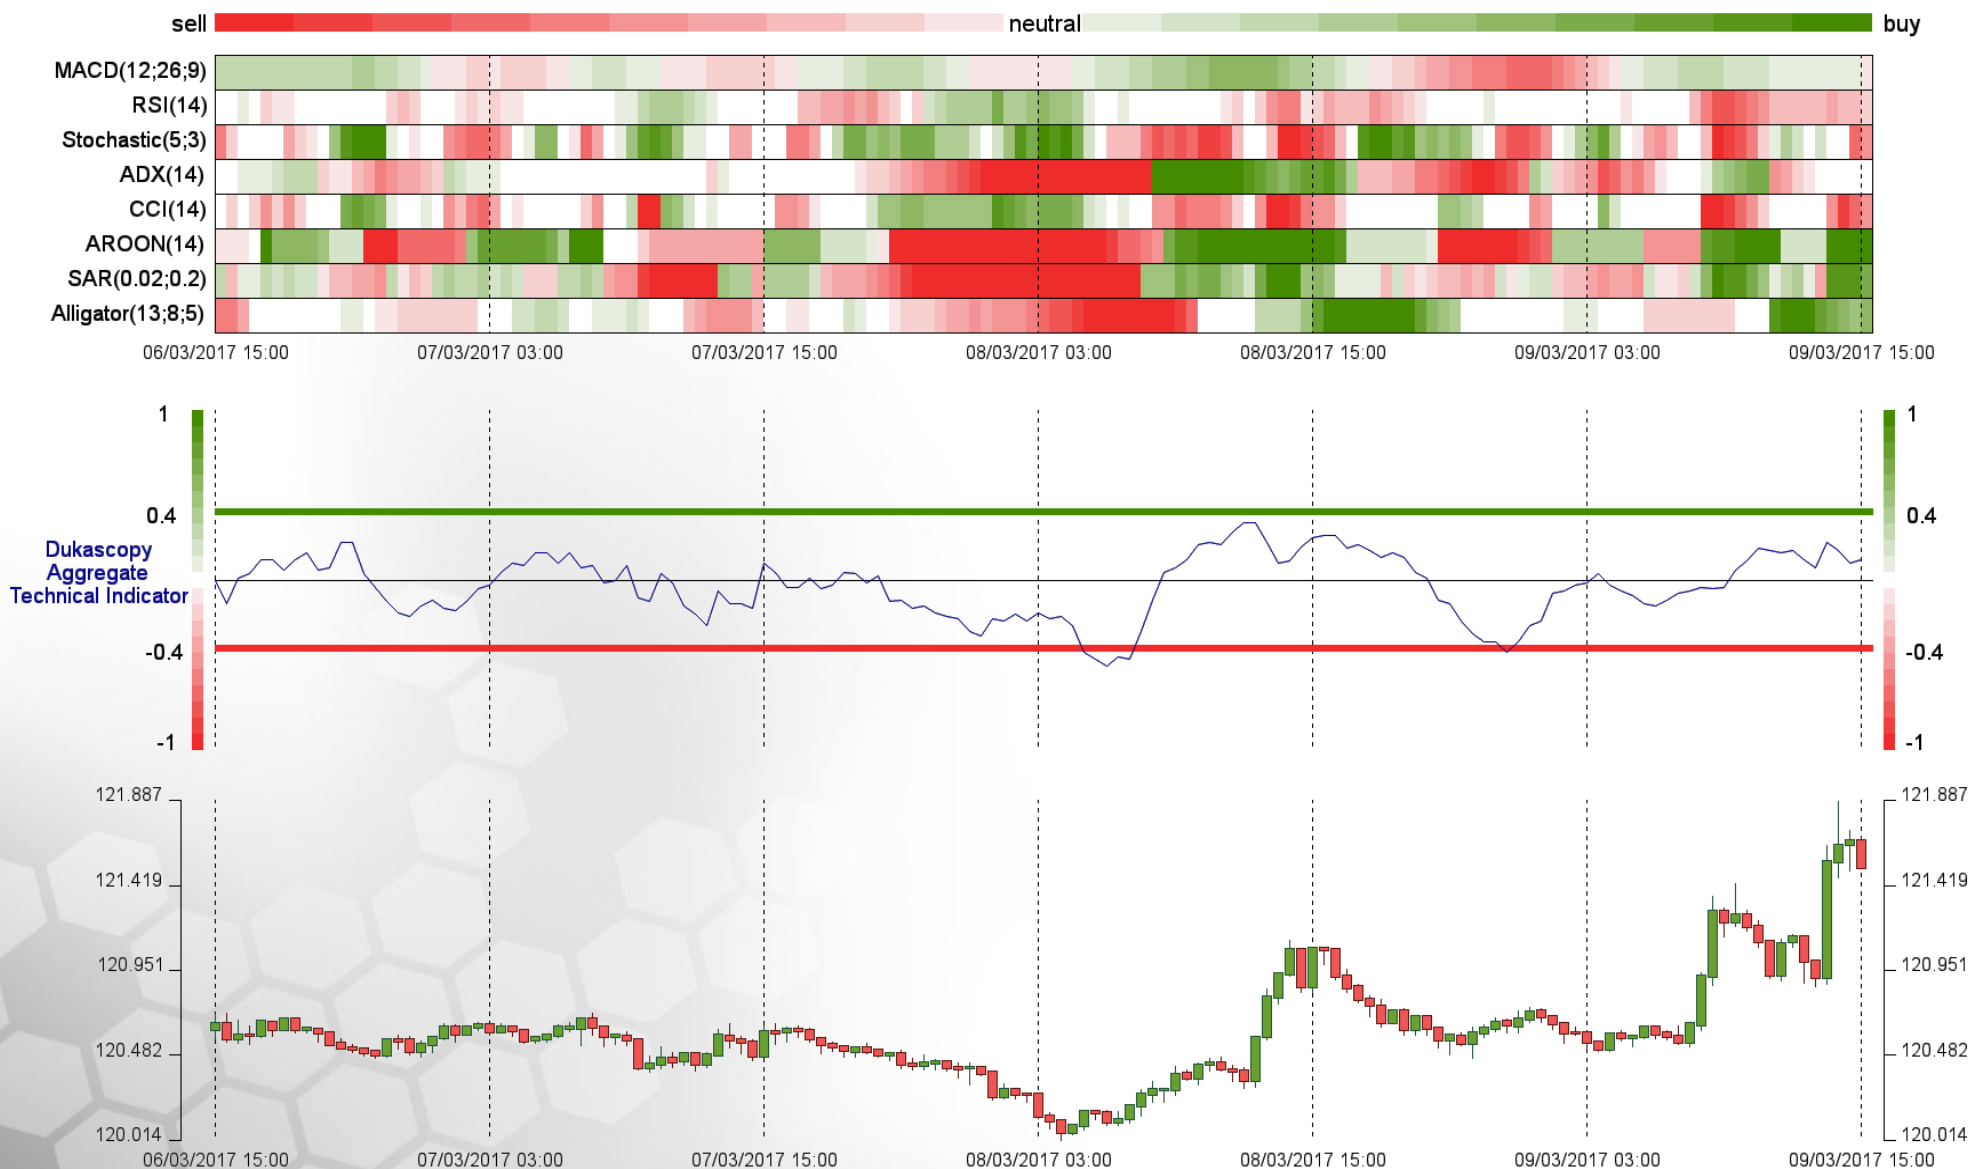 sell neutral buy
MACD(12;26;9)
RSI(14)
Stochastic(5;3)
ADX(14)
CCI(14)
AROON(14)
SAR(0.02;0.2)
Alligator(13;8;5)
06/03/2017 15:00 07/03/2017 03:00 07/03/2017 15:00 08/03/2017 03:00 08/03/2017 15:00 09/03/2017 03:00 09/03/2017 15:00
1 1
0.4 0.4
Dukascopy
Aggregate
Technical Indicator
-0.4 -0.4
-1 -1
121.887 121.887
121.419 121.419
120.951 120.951
120.482 120.482
120.014 120.014
06/03/2017 15:00 07/03/2017 03:00 07/03/2017 15:00 08/03/2017 03:00 08/03/2017 15:00 09/03/2017 03:00 09/03/2017 15:00